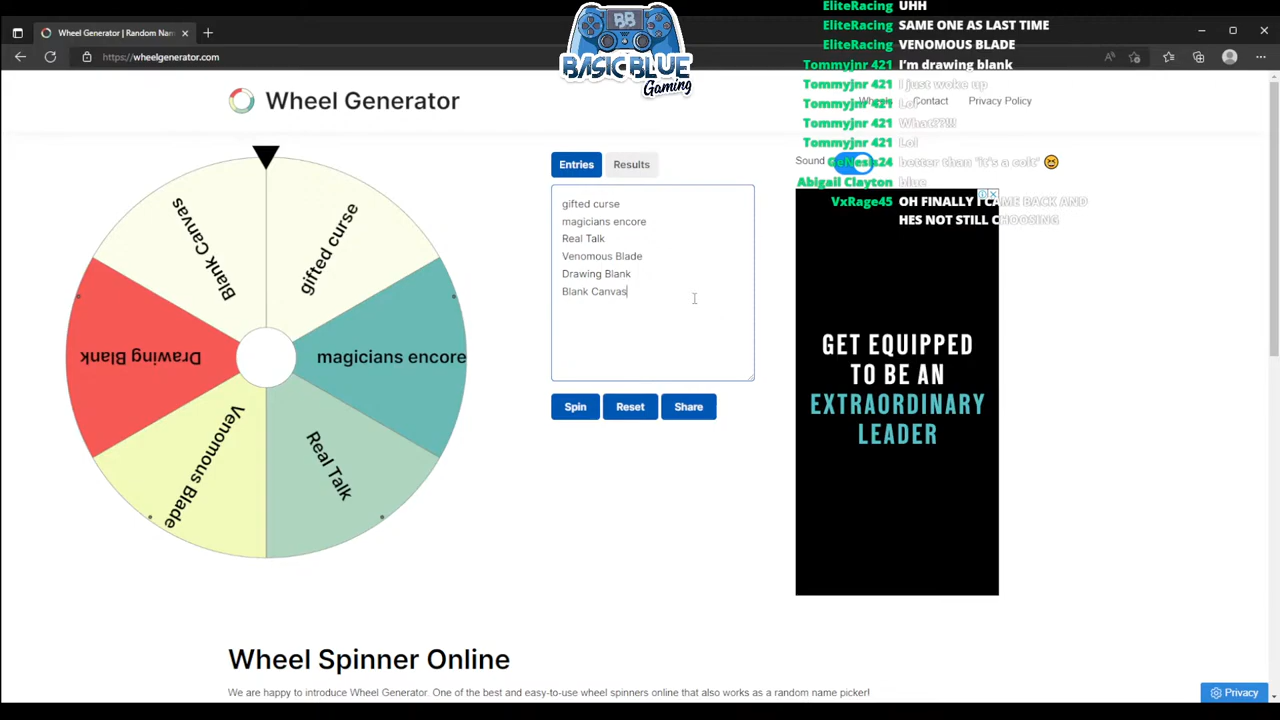 EliteRacing UHH
EliteRacing SAME ONE AS LAST TIME
EliteRacing VENOMOUS BLADE
Tommyjnr 421 I'm drawing blank
Tommyjnr 421 I just woke up
Tommyjnr 421 Lol
Tommyjnr 421 What??!!!
Tommyjnr 421 Lol
GeNesis24 better than "it's a colt" 😆
Abigail Clayton blue
VxRage45 OH FINALLY I CAME BACK AND
HES NOT STILL CHOOSING
Wheel Generator | Random Nam
https://wheelgenerator.com
BB
BASIC BLUE
Gaming
Wheel Generator
Wheels
Contact
Privacy Policy
Blank Canvas
gifted curse
Drawing Blank
magicians encore
Venomous Blade
Real Talk
Entries
Results
gifted curse
magicians encore
Real Talk
Venomous Blade
Drawing Blank
Blank Canvas
Spin
Reset
Share
Sound
GET EQUIPPED
TO BE AN
EXTRAORDINARY
LEADER
Wheel Spinner Online
We are happy to introduce Wheel Generator. One of the best and easy-to-use wheel spinners online that also works as a random name picker!
Privacy